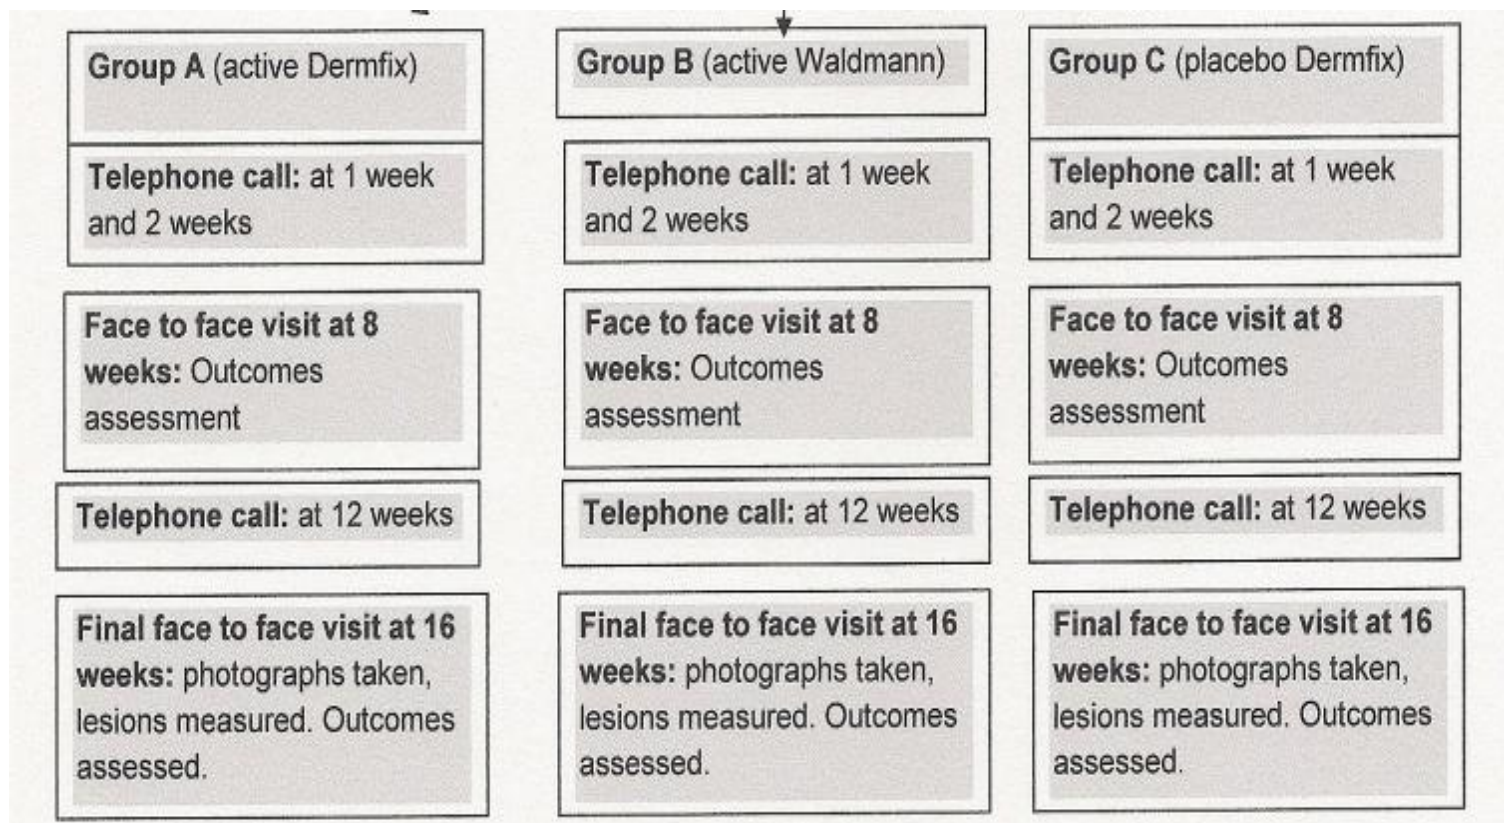 Group A (active Dermfix)
Telephone call: at 1 week
and 2 weeks
Face to face visit at 8
weeks: Outcomes
assessment
Telephone call: at 12 weeks
Final face to face visit at 16
weeks: photographs taken,
lesions measured. Outcomes
assessed.
Group B (active Waldmann)
Telephone call: at 1 week
and 2 weeks
Face to face visit at 8
weeks: Outcomes
assessment
Telephone call: at 12 weeks
Final face to face visit at 16
weeks: photographs taken,
lesions measured. Outcomes
assessed.
Group C (placebo Dermfix)
Telephone call: at 1 week
and 2 weeks
Face to face visit at 8
weeks: Outcomes
assessment
Telephone call: at 12 weeks
Final face to face visit at 16
weeks: photographs taken,
lesions measured. Outcomes
assessed.